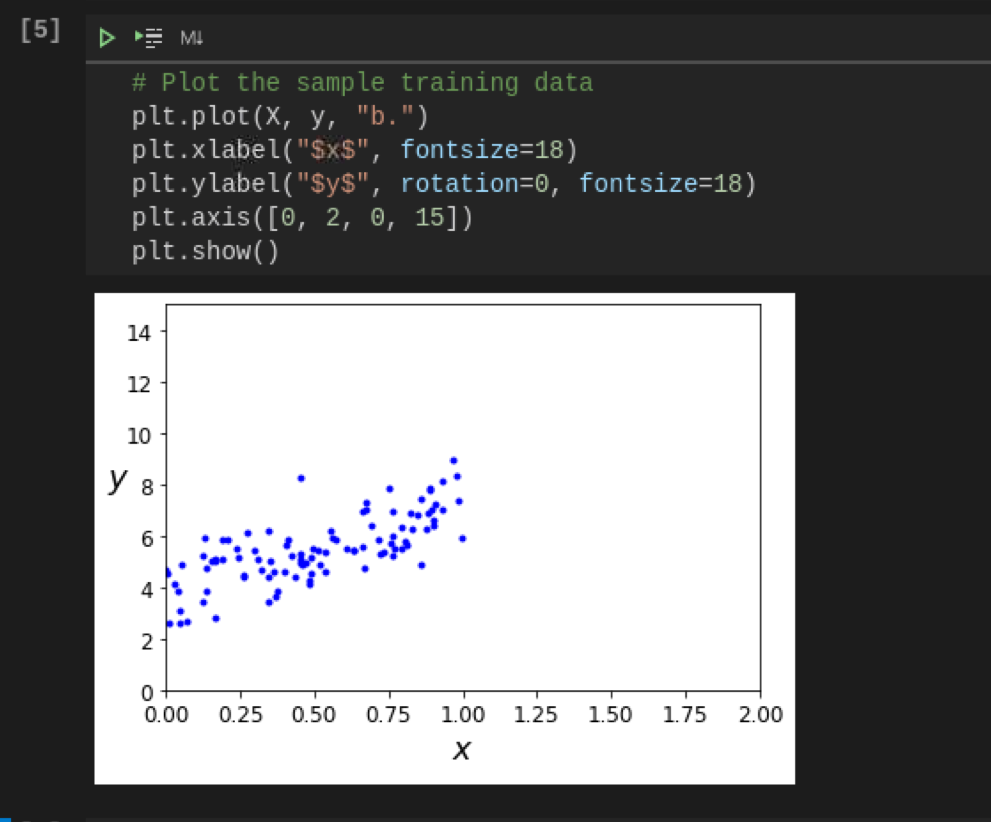 [5]
M↓
# Plot the sample training data
plt.plot(X, y, "b.")
plt.xlabel("$x$", fontsize=18)
plt.ylabel("$y$", rotation=0, fontsize=18)
plt.axis([0, 2, 0, 15])
plt.show()
14
12
10
y
8
6
4
2
0
0.00 0.25 0.50 0.75 1.00 1.25 1.50 1.75 2.00
x